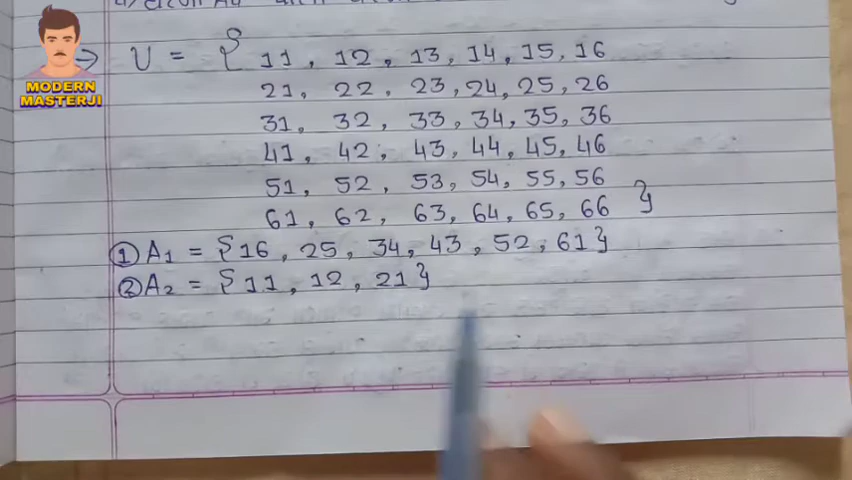 U = { 11, 12, 13, 14, 15, 16
21, 22, 23, 24, 25, 26
31, 32, 33, 34, 35, 36
41, 42, 43, 44, 45, 46
51, 52, 53, 54, 55, 56
61, 62, 63, 64, 65, 66 }
① A1 = {16, 25, 34, 43, 52, 61}
② A2 = {11, 12, 21}
MODERN
MASTERJI